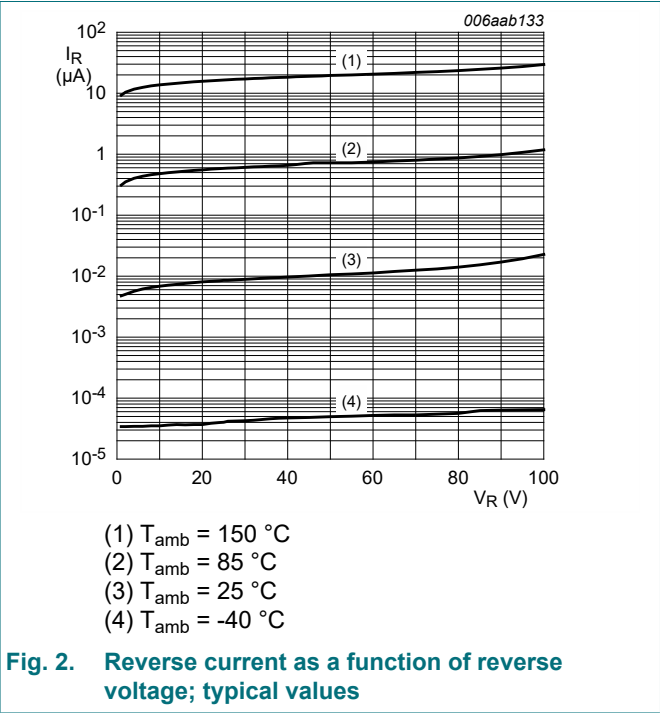 006aab133
10²
I_R
(μA)
10
1
10⁻¹
10⁻²
10⁻³
10⁻⁴
10⁻⁵
(1)
(2)
(3)
(4)
0 20 40 60 80 100
V_R (V)
(1) T_amb = 150 °C
(2) T_amb = 85 °C
(3) T_amb = 25 °C
(4) T_amb = -40 °C
Fig. 2. Reverse current as a function of reverse
voltage; typical values